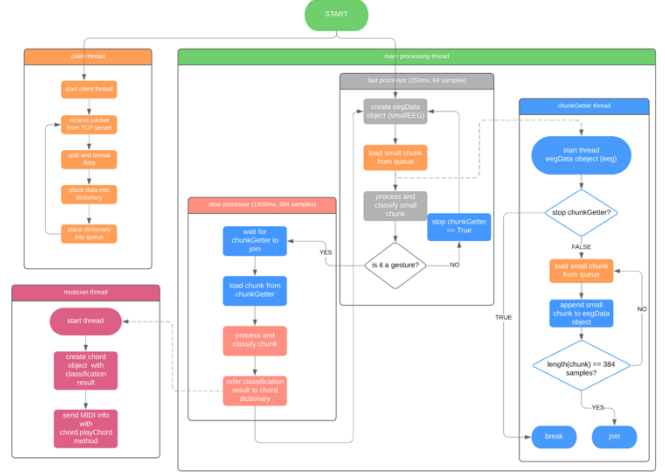 START
client thread
start client thread
recieve packet
from TCP server
split and format
data
place data into
dictionary
place dictionary
into queue
main processing thread
fast processor (250ms, 64 samples)
create eegData
object (smallEEG)
load small chunk
from queue
process and
classify small
chunk
stop chunkGetter
== True
is it a gesture?
YES
NO
slow processor (1500ms, 384 samples)
wait for
chunkGetter to
join
load chunk from
chunkGetter
process and
classify chunk
refer classification
result to chord
dictionary
chunkGetter thread
start thread
eegData obeject (eeg)
stop chunkGetter?
FALSE
TRUE
load small chunk
from queue
append small
chunk to eegData
object
NO
length(chunk) == 384
samples?
YES
break
join
musician thread
start thread
create chord
object with
classification
result
send MIDI info
with
chord.playChord
method